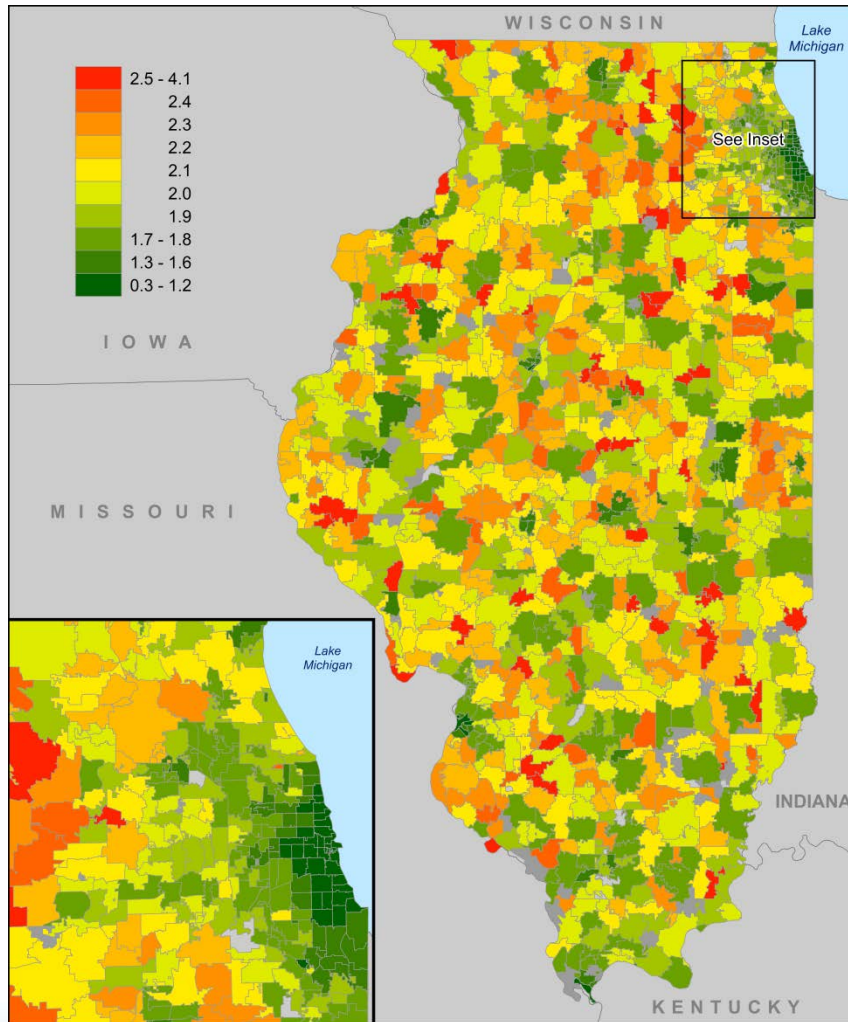 WISCONSIN
Lake
Michigan
2.5 - 4.1
2.4
2.3
2.2
2.1
2.0
1.9
1.7 - 1.8
1.3 - 1.6
0.3 - 1.2
See Inset
IOWA
MISSOURI
Lake
Michigan
INDIANA
KENTUCKY